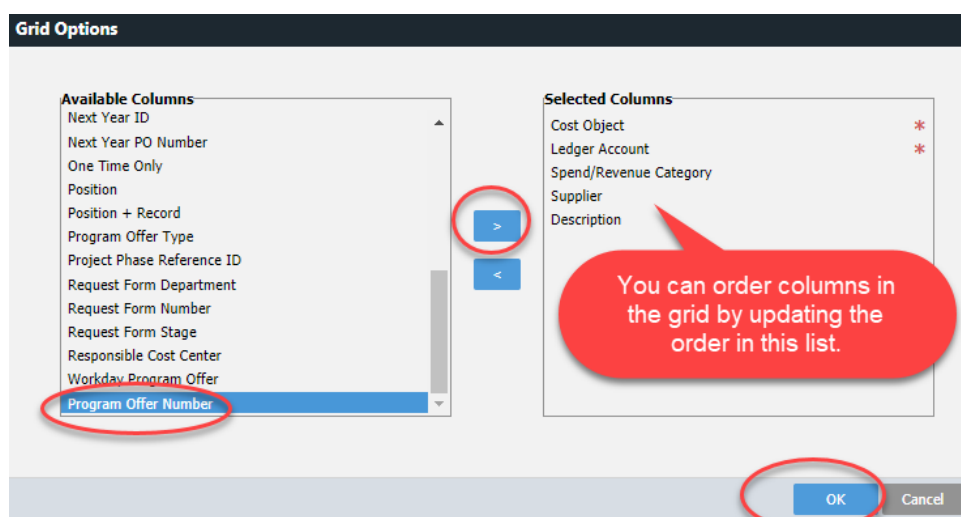 Grid Options
Available Columns
Next Year ID
Next Year PO Number
One Time Only
Position
Position + Record
Program Offer Type
Project Phase Reference ID
Request Form Department
Request Form Number
Request Form Stage
Responsible Cost Center
Workday Program Offer
Program Offer Number
>
<
Selected Columns
Cost Object *
Ledger Account *
Spend/Revenue Category
Supplier
Description
You can order columns in
the grid by updating the
order in this list.
OK
Cancel